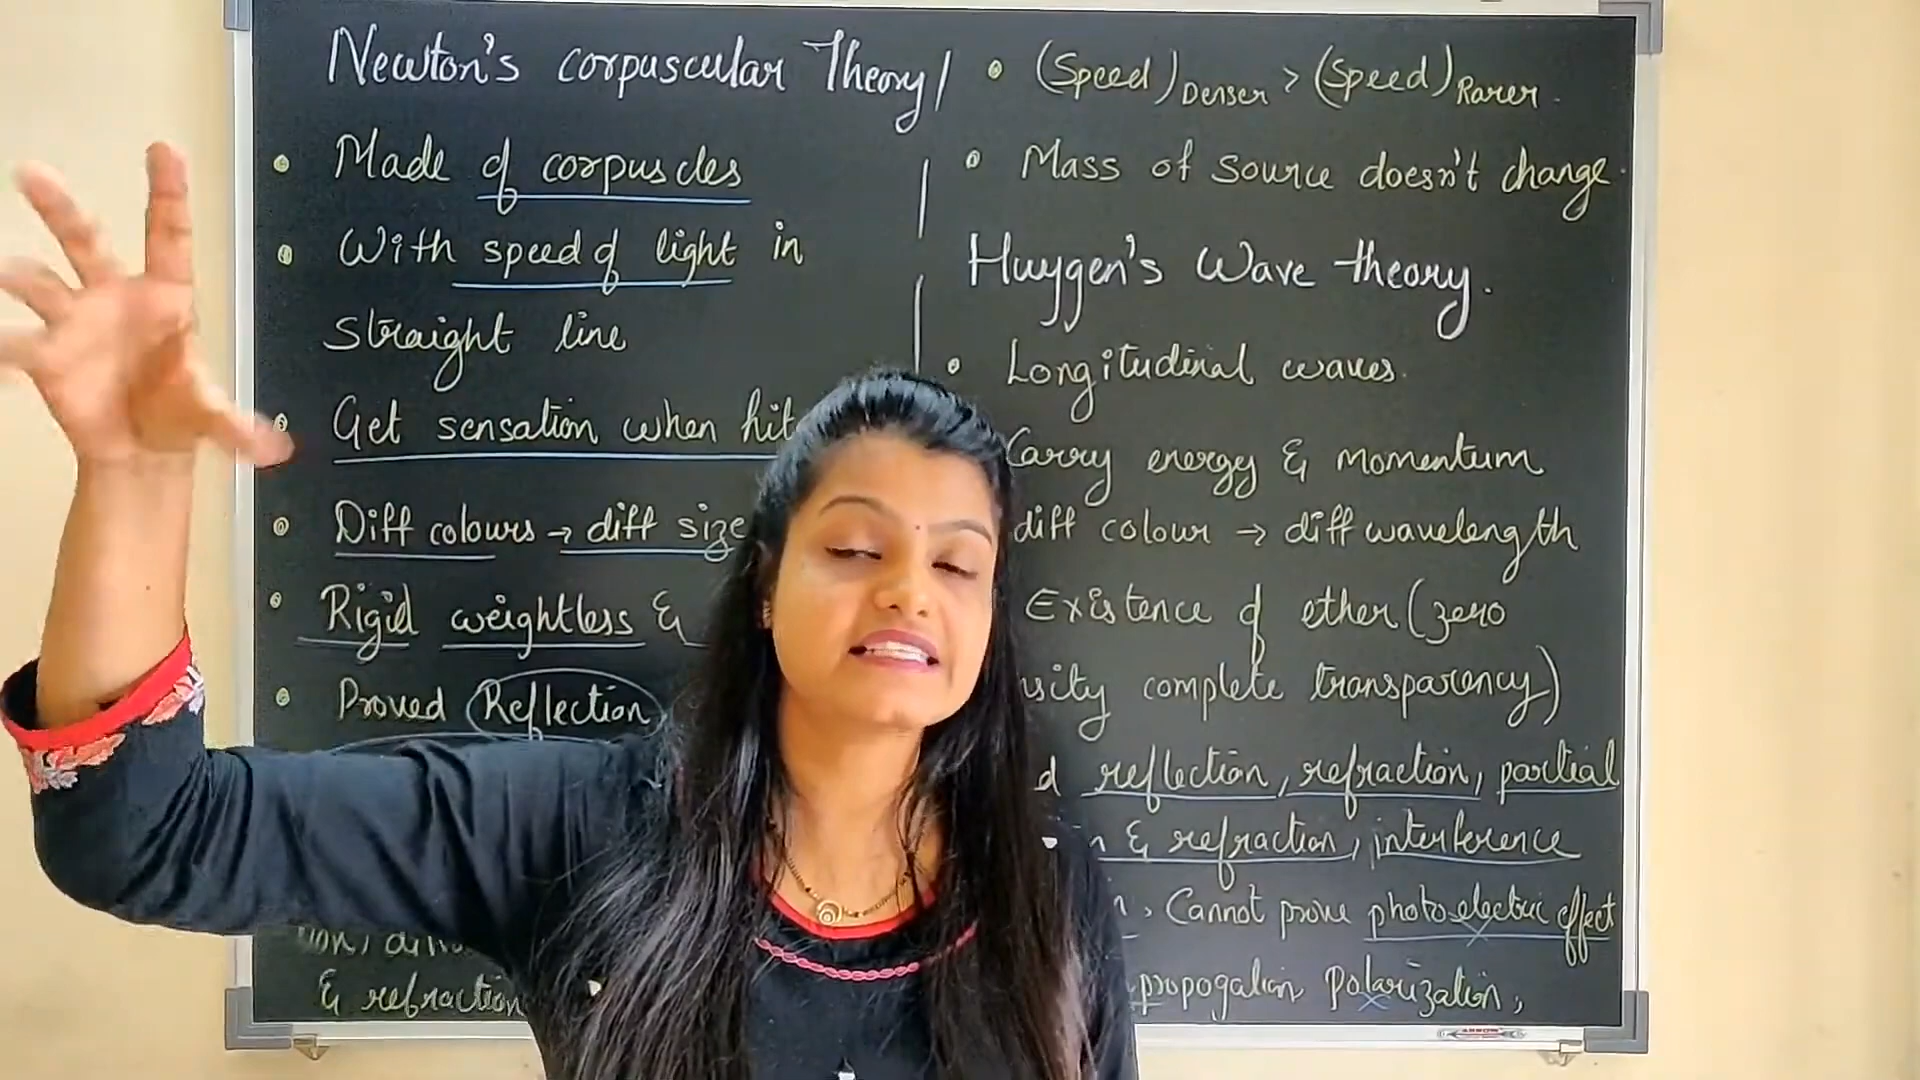 Newton's corpuscular Theory
Made of corpuscles
With speed of light in
straight line
Get sensation when hit
Diff colours → diff size
Rigid weightless &
Proved Reflection
& refraction
(Speed)Denser > (Speed)Rarer.
Mass of source doesn't change.
Huygen's Wave theory.
Longitudinal waves.
Carry energy & momentum
diff colour → diff wavelength
Existence of ether (zero
complete transparency)
reflection, refraction, partial
& refraction, interference
Cannot prove photo electric effect
propogation Polarization,